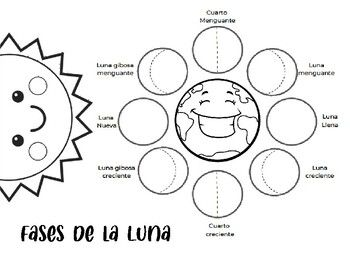 Cuarto
Menguante
Luna gibosa
menguante
Luna
menguante
Luna
Nueva
Luna
Llena
Luna gibosa
creciente
Luna
creciente
Cuarto
creciente
FASES DE LA LUNA